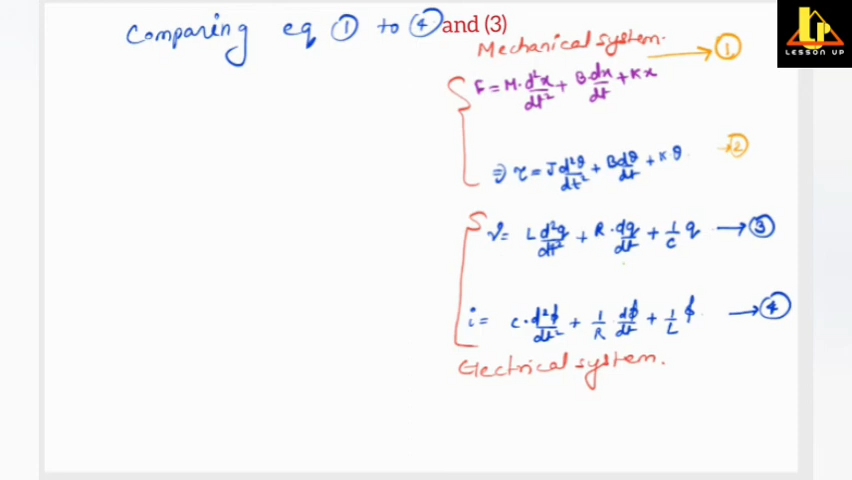 Comparing eq ① to ④ and (3)
LESSON UP
Mechanical system.
F = M.d²x/dt² + B.dx/dt + Kx → ①
⇒ τ = J d²θ/dt² + B dθ/dt + K θ → ②
v = L d²q/dt² + R.dq/dt + 1/C q → ③
i = C.d²ϕ/dt² + 1/R dϕ/dt + 1/L ϕ → ④
Electrical system.